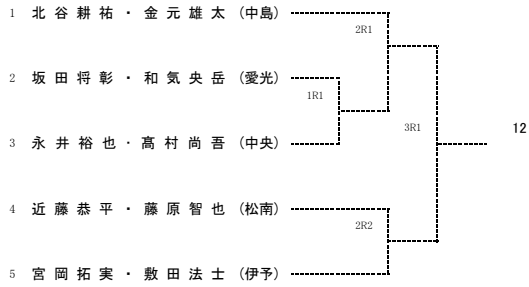 1 北谷耕祐・金元雄太 (中島)
2R1
2 坂田将彰・和気央岳 (愛光)
1R1
3R1
12
3 永井裕也・髙村尚吾 (中央)
4 近藤恭平・藤原智也 (松南)
2R2
5 宮岡拓実・敷田法士 (伊予)